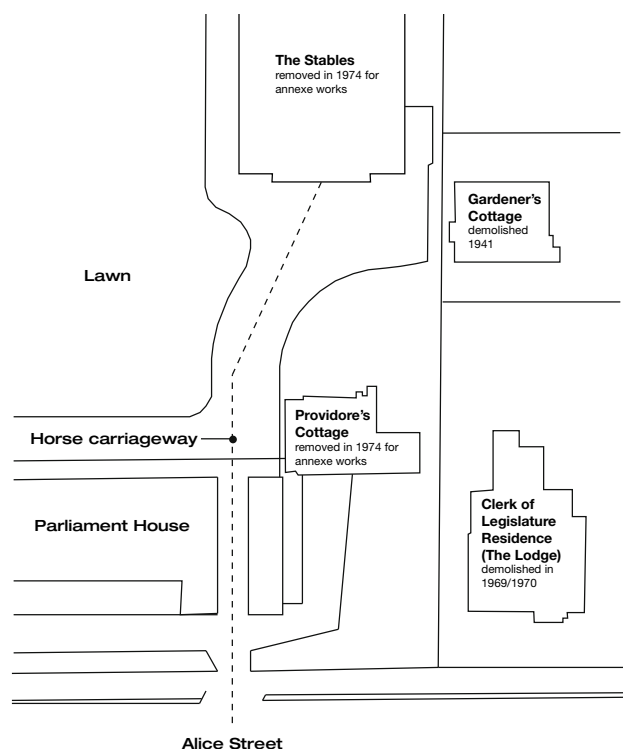 The Stables
removed in 1974 for
annexe works
Gardener's
Cottage
demolished
1941
Lawn
Providore's
Cottage
removed in 1974 for
annexe works
Horse carriageway
Parliament House
Clerk of
Legislature
Residence
(The Lodge)
demolished in
1969/1970
Alice Street